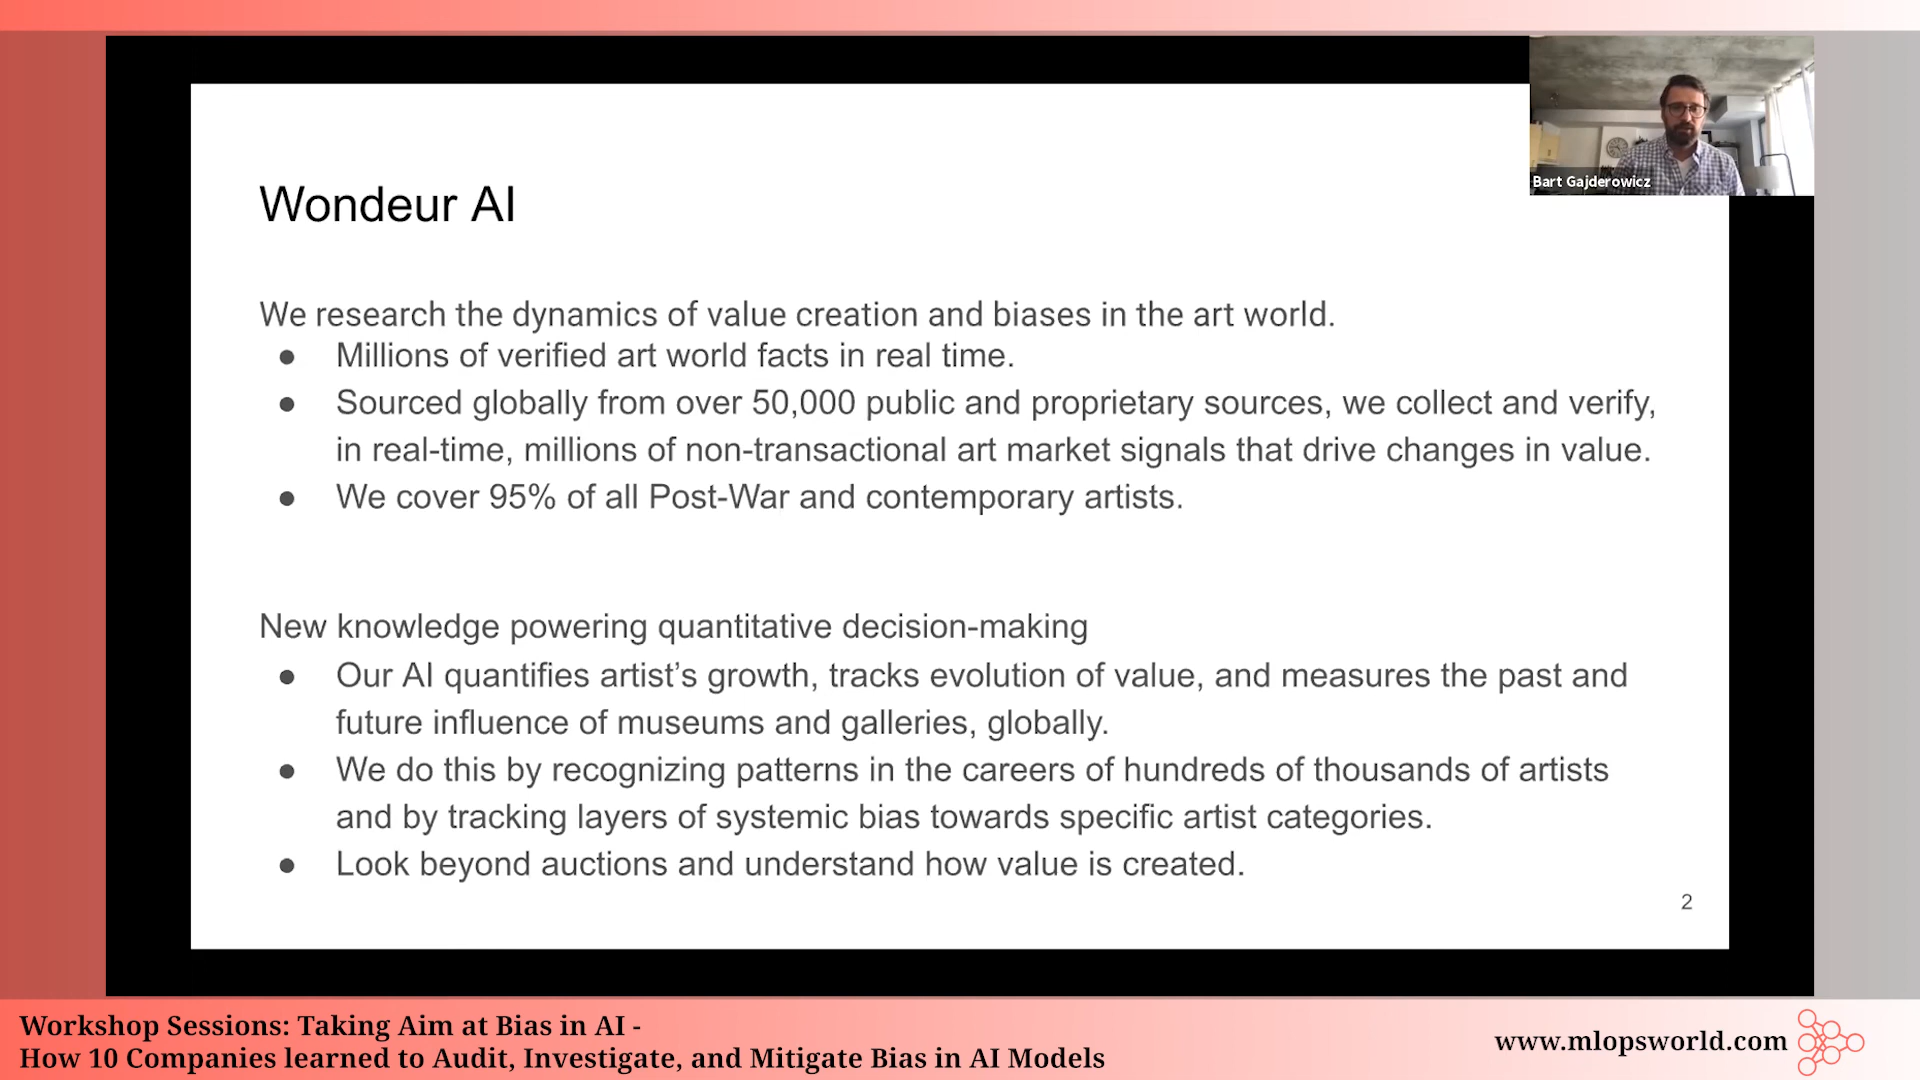 Bart Gajderowicz
Wondeur AI
We research the dynamics of value creation and biases in the art world.
● Millions of verified art world facts in real time.
● Sourced globally from over 50,000 public and proprietary sources, we collect and verify,
in real-time, millions of non-transactional art market signals that drive changes in value.
● We cover 95% of all Post-War and contemporary artists.
New knowledge powering quantitative decision-making
● Our AI quantifies artist’s growth, tracks evolution of value, and measures the past and
future influence of museums and galleries, globally.
● We do this by recognizing patterns in the careers of hundreds of thousands of artists
and by tracking layers of systemic bias towards specific artist categories.
● Look beyond auctions and understand how value is created.
2
Workshop Sessions: Taking Aim at Bias in AI -
How 10 Companies learned to Audit, Investigate, and Mitigate Bias in AI Models
www.mlopsworld.com